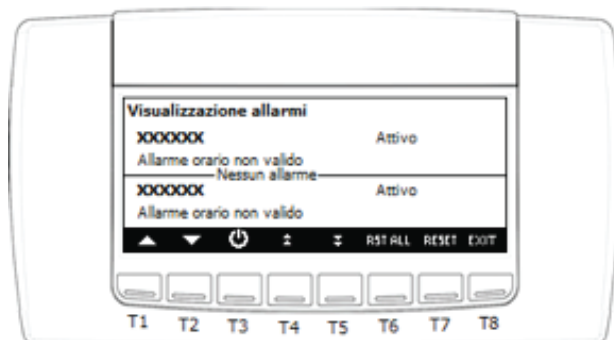 Visualizzazione allarmi
XXXXXX Attivo
Allarme orario non valido
Nessun allarme
XXXXXX Attivo
Allarme orario non valido
RST ALL RESET EXIT
T1 T2 T3 T4 T5 T6 T7 T8